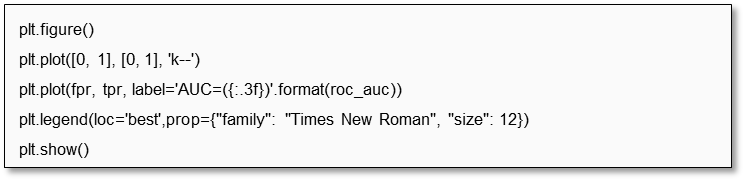 plt.figure()
plt.plot([0, 1], [0, 1], 'k--')
plt.plot(fpr, tpr, label='AUC=({:.3f})'.format(roc_auc))
plt.legend(loc='best',prop={"family": "Times New Roman", "size": 12})
plt.show()